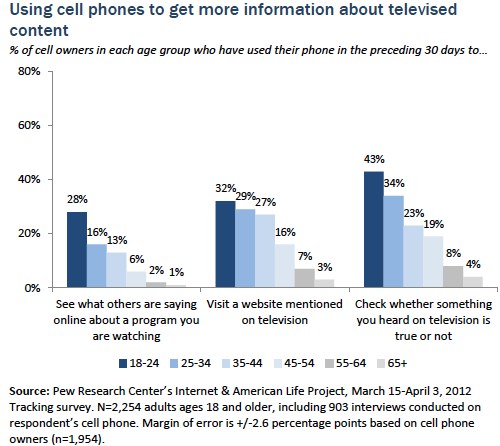 Using cell phones to get more information about televised
content
% of cell owners in each age group who have used their phone in the preceding 30 days to...
80%
60%
40%
20%
0%
28%
16%
13%
6%
2%
1%
32%
29%
27%
16%
7%
3%
43%
34%
23%
19%
8%
4%
See what others are saying
online about a program you
are watching
Visit a website mentioned
on television
Check whether something
you heard on television is
true or not
18-24 25-34 35-44 45-54 55-64 65+
Source: Pew Research Center's Internet & American Life Project, March 15-April 3, 2012
Tracking survey. N=2,254 adults ages 18 and older, including 903 interviews conducted on
respondent's cell phone. Margin of error is +/-2.6 percentage points based on cell phone
owners (n=1,954).